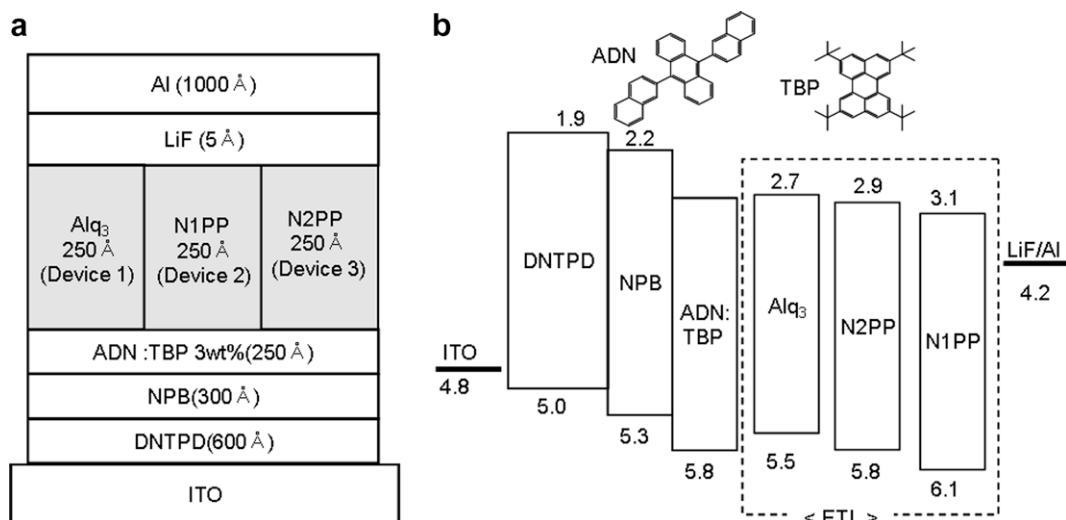 a
Al (1000 Å)
LiF (5 Å)
Alq3
250 Å
(Device 1)
N1PP
250 Å
(Device 2)
N2PP
250 Å
(Device 3)
ADN :TBP 3wt%(250 Å)
NPB(300 Å)
DNTPD(600 Å)
ITO
b
ADN
TBP
1.9
2.2
2.7
2.9
3.1
DNTPD
NPB
ADN:
TBP
Alq3
N2PP
N1PP
LiF/Al
4.2
ITO
4.8
5.0
5.3
5.8
5.5
5.8
6.1
< ETL >